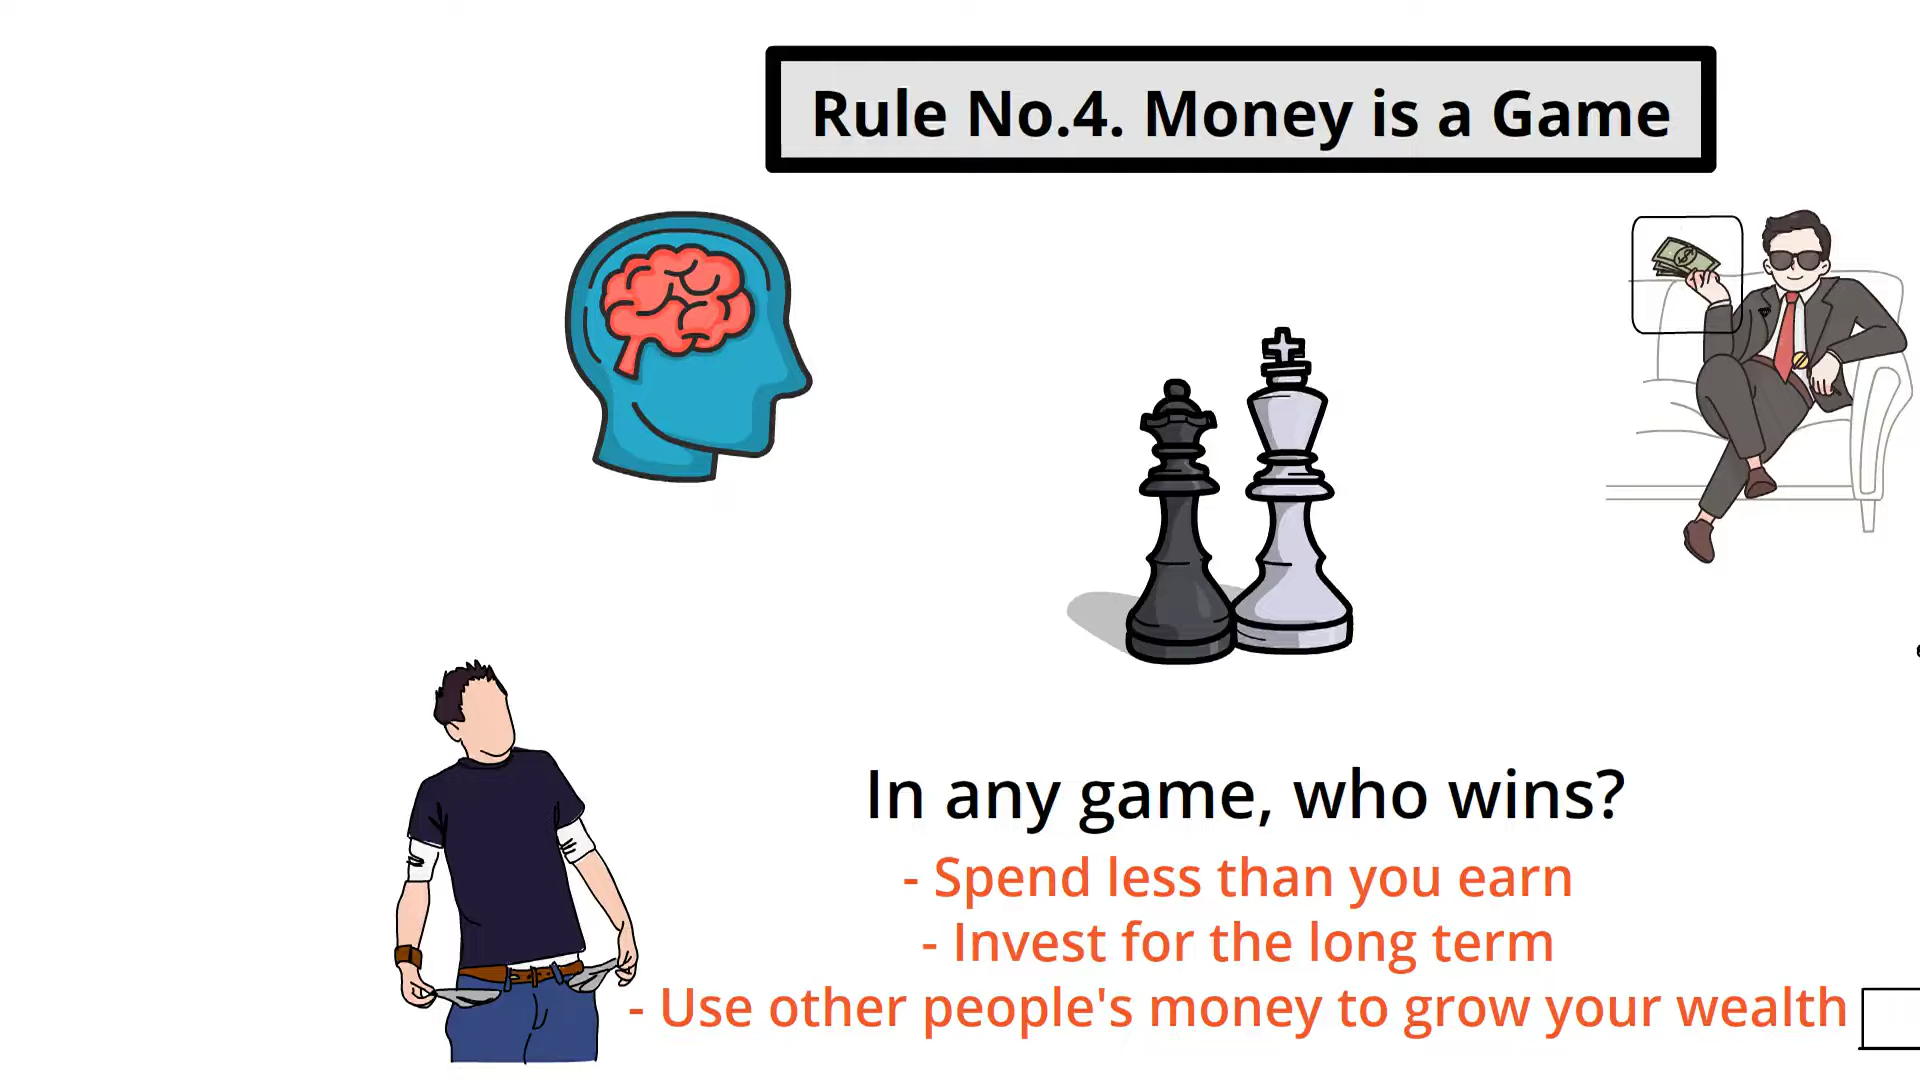 Rule No.4. Money is a Game
In any game, who wins?
- Spend less than you earn
- Invest for the long term
- Use other people's money to grow your wealth